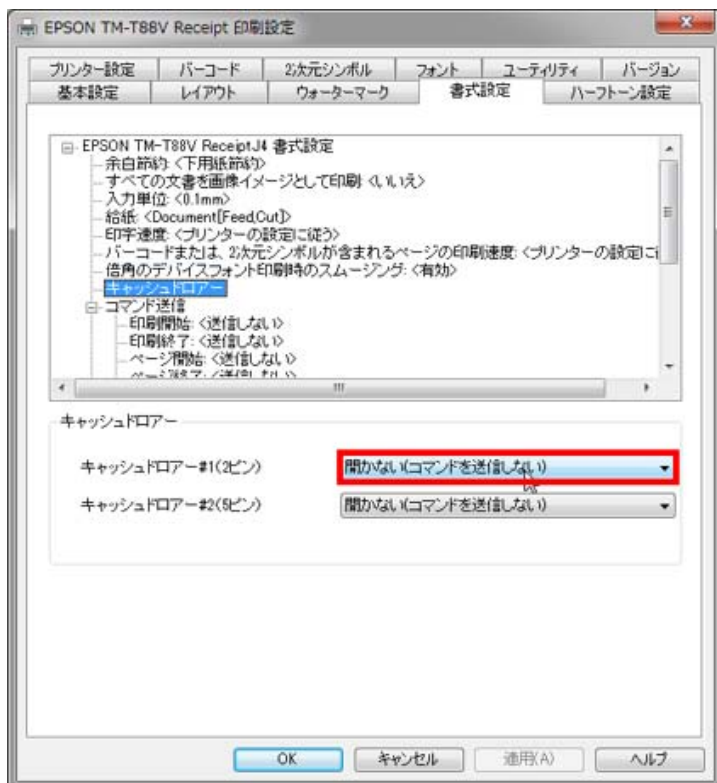 EPSON TM-T88V Receipt 印刷設定
プリンター設定 バーコード 2次元シンボル フォント ユーティリティ バージョン
基本設定 レイアウト ウォーターマーク 書式設定 ハーフトーン設定
EPSON TM-T88V ReceiptJ4 書式設定
余白節約: <下用紙節約>
すべての文書を画像イメージとして印刷: <いいえ>
入力単位: <0.1mm>
給紙: <Document[Feed,Cut]>
印字速度: <プリンターの設定に従う>
バーコードまたは、2次元シンボルが含まれるページの印刷速度: <プリンターの設定に
倍角のデバイスフォント印刷時のスムージング: <有効>
キャッシュドロアー
コマンド送信
印刷開始: <送信しない>
印刷終了: <送信しない>
ページ開始: <送信しない>
ページ終了: <送信しない>
キャッシュドロアー
キャッシュドロアー#1(2ピン) 開かない(コマンドを送信しない)
キャッシュドロアー#2(5ピン) 開かない(コマンドを送信しない)
OK キャンセル 適用(A) ヘルプ